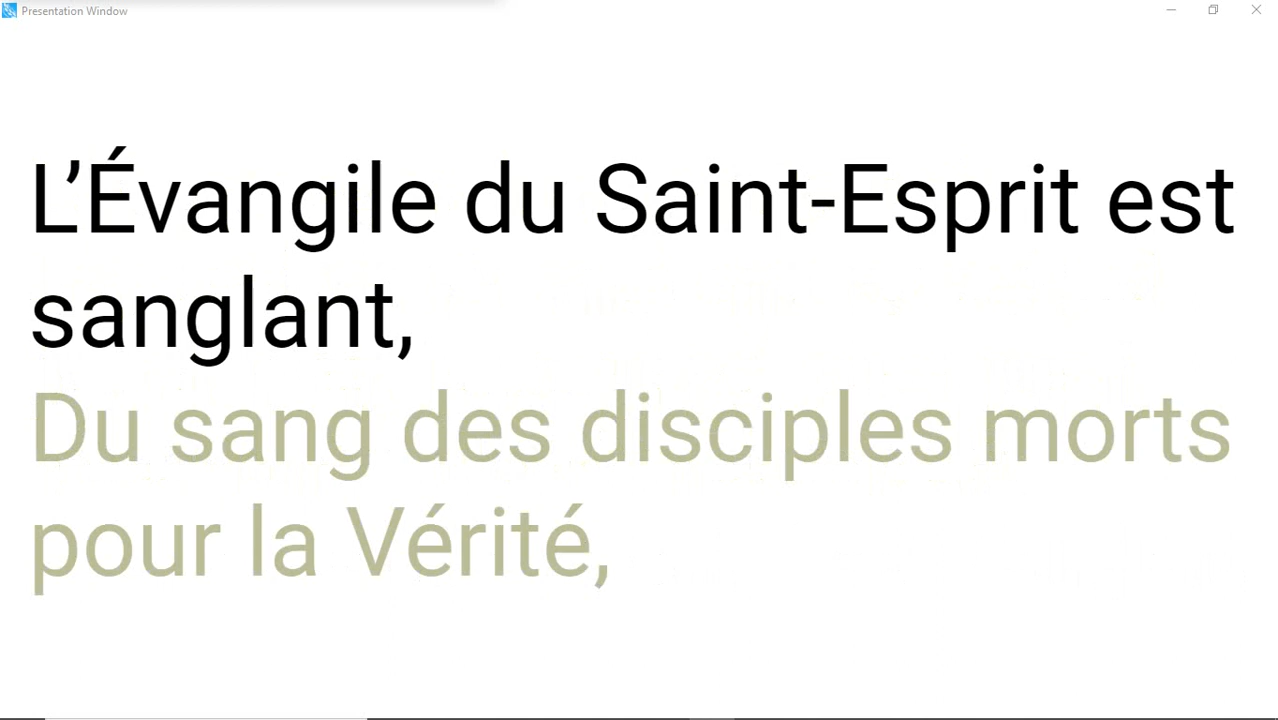 Presentation Window
L’Évangile du Saint-Esprit est
sanglant,
Du sang des disciples morts
pour la Vérité,